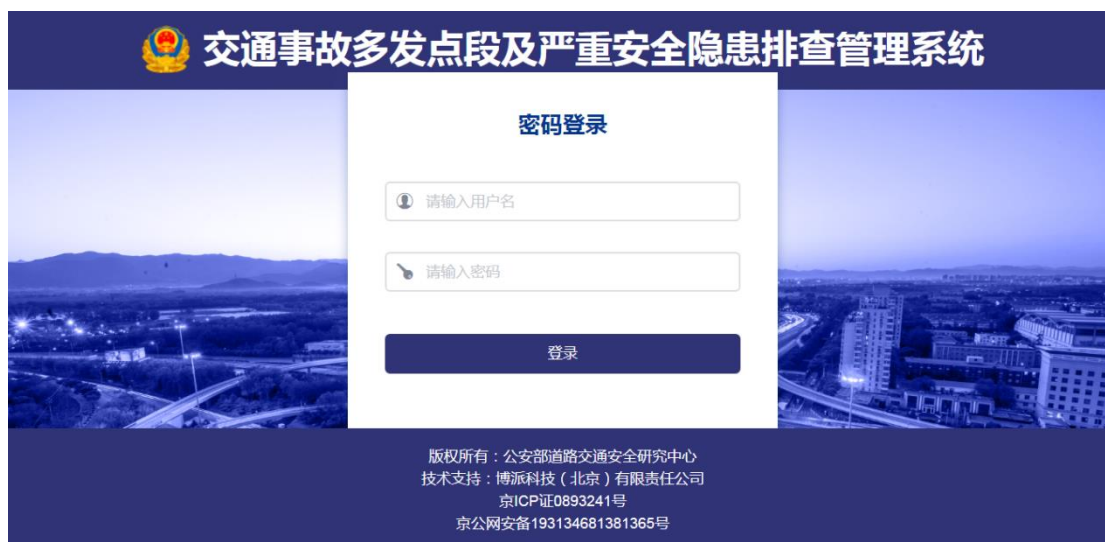 交通事故多发点段及严重安全隐患排查管理系统
密码登录
请输入用户名
请输入密码
登录
版权所有：公安部道路交通安全研究中心
技术支持：博派科技（北京）有限责任公司
京ICP证0893241号
京公网安备193134681381365号